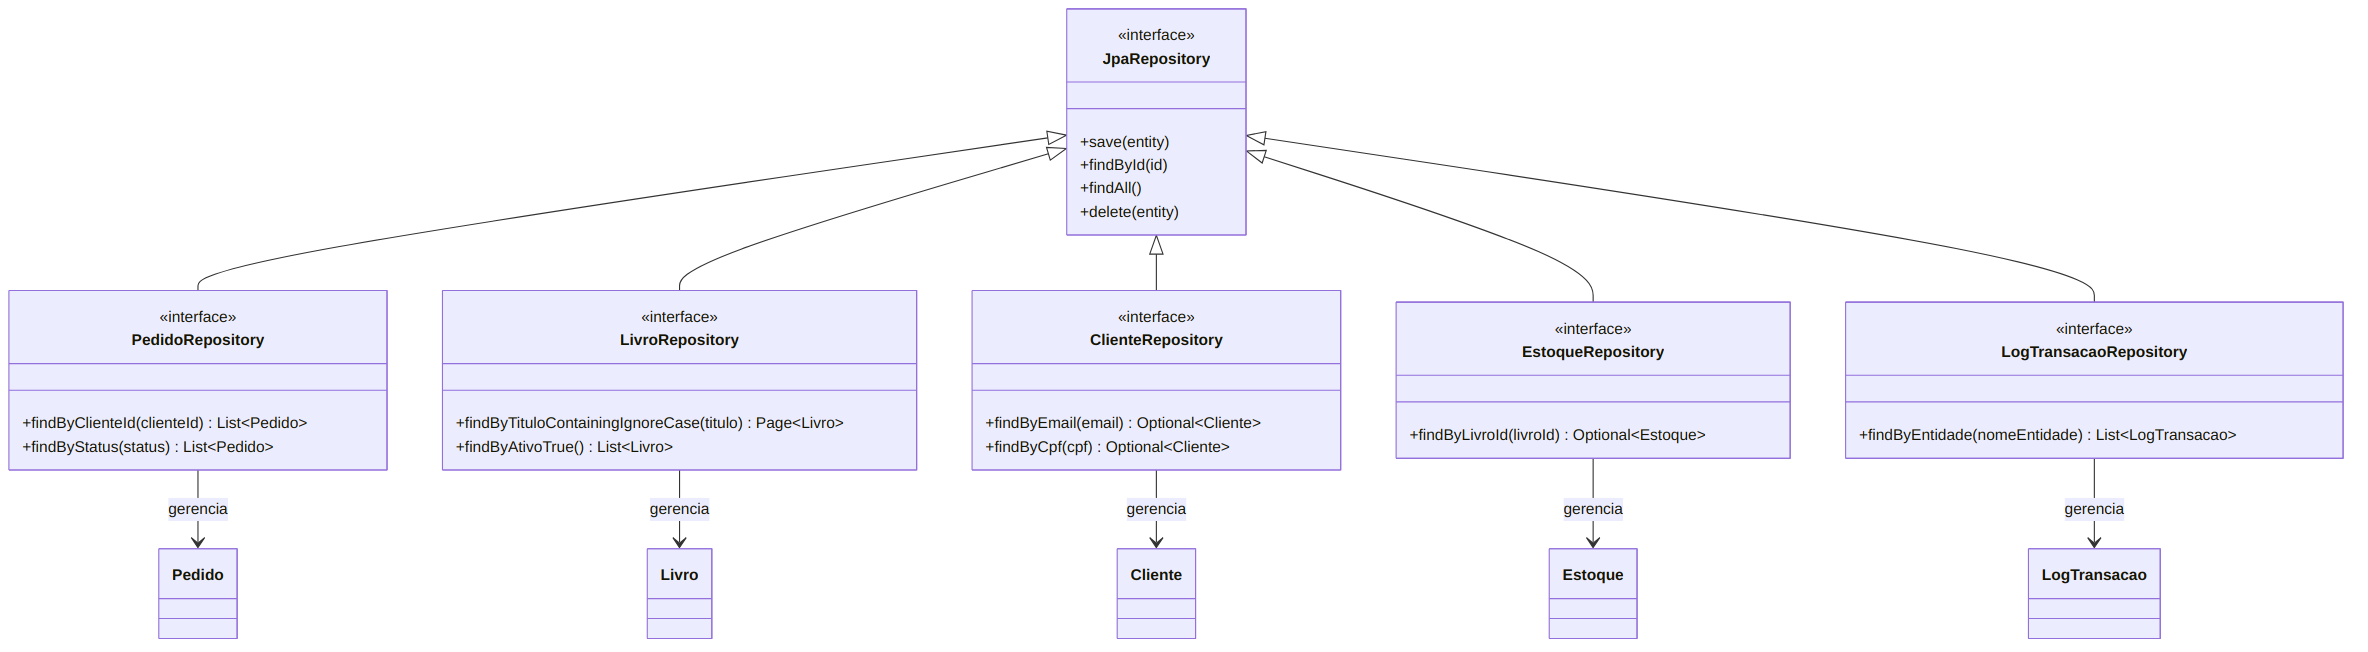 «interface»
JpaRepository
+save(entity)
+findById(id)
+findAll()
+delete(entity)
«interface»
PedidoRepository
+findByClienteId(clienteId) : List<Pedido>
+findByStatus(status) : List<Pedido>
«interface»
LivroRepository
+findByTituloContainingIgnoreCase(titulo) : Page<Livro>
+findByAtivoTrue() : List<Livro>
«interface»
ClienteRepository
+findByEmail(email) : Optional<Cliente>
+findByCpf(cpf) : Optional<Cliente>
«interface»
EstoqueRepository
+findByLivroId(livroId) : Optional<Estoque>
«interface»
LogTransacaoRepository
+findByEntidade(nomeEntidade) : List<LogTransacao>
gerencia
gerencia
gerencia
gerencia
gerencia
Pedido
Livro
Cliente
Estoque
LogTransacao